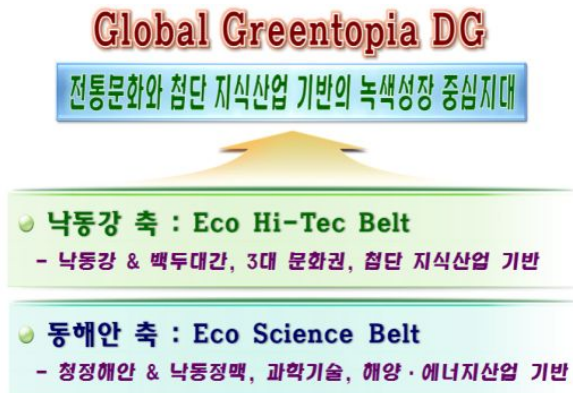 Global Greentopia DG
전통문화와 첨단 지식산업 기반의 녹색성장 중심지대
낙동강 축 : Eco Hi-Tec Belt
- 낙동강 & 백두대간, 3대 문화권, 첨단 지식산업 기반
동해안 축 : Eco Science Belt
- 청정해안 & 낙동정맥, 과학기술, 해양·에너지산업 기반